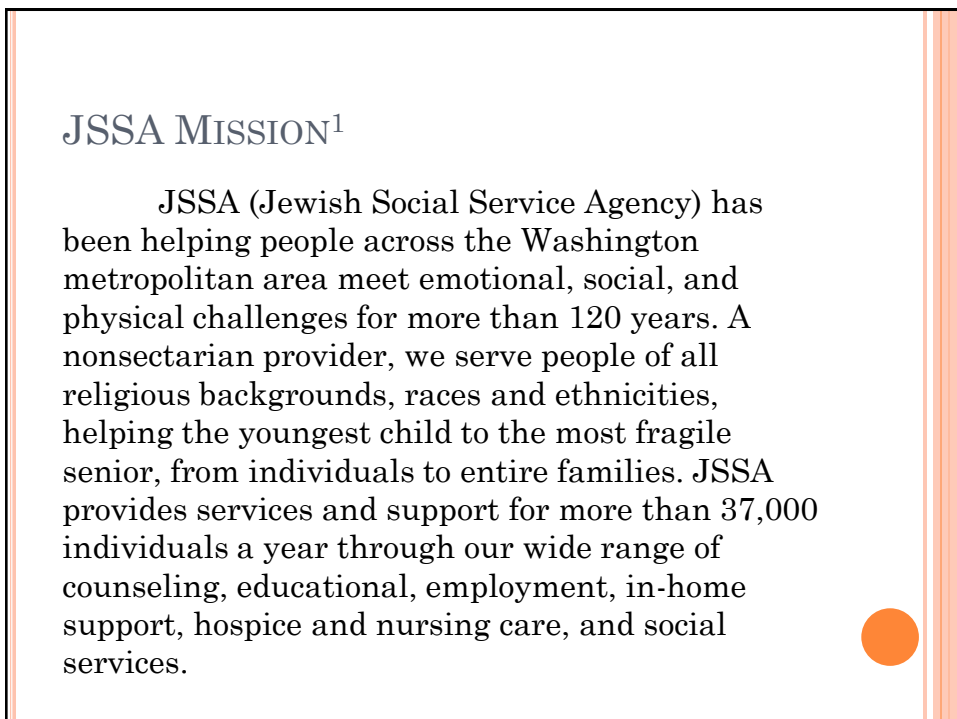 JSSA MISSION¹
JSSA (Jewish Social Service Agency) has
been helping people across the Washington
metropolitan area meet emotional, social, and
physical challenges for more than 120 years. A
nonsectarian provider, we serve people of all
religious backgrounds, races and ethnicities,
helping the youngest child to the most fragile
senior, from individuals to entire families. JSSA
provides services and support for more than 37,000
individuals a year through our wide range of
counseling, educational, employment, in-home
support, hospice and nursing care, and social
services.